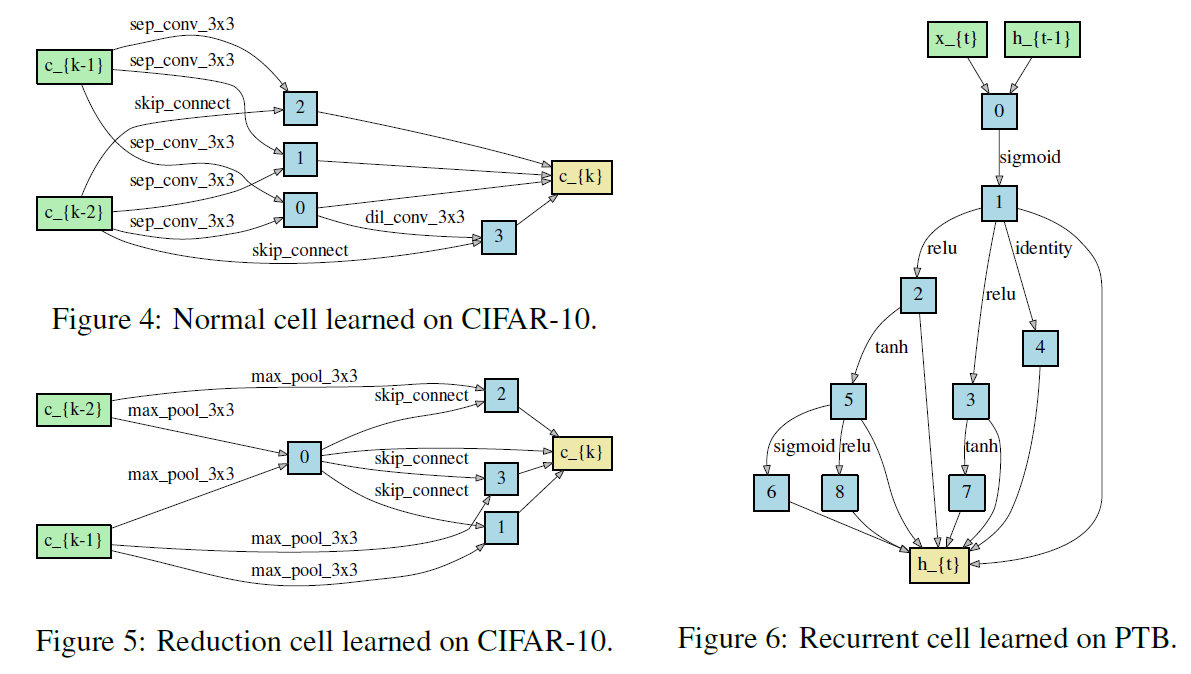 sep_conv_3x3
c_{k-1}
sep_conv_3x3
2
skip_connect
sep_conv_3x3
1
c_{k}
sep_conv_3x3
c_{k-2}
0
sep_conv_3x3
dil_conv_3x3
3
skip_connect
Figure 4: Normal cell learned on CIFAR-10.
max_pool_3x3
skip_connect
2
c_{k-2}
max_pool_3x3
0
c_{k}
skip_connect
max_pool_3x3
3
skip_connect
1
c_{k-1}
max_pool_3x3
max_pool_3x3
Figure 5: Reduction cell learned on CIFAR-10.
x_{t}
h_{t-1}
0
sigmoid
1
relu
identity
2
relu
tanh
4
5
3
sigmoid
relu
tanh
6
8
7
h_{t}
Figure 6: Recurrent cell learned on PTB.